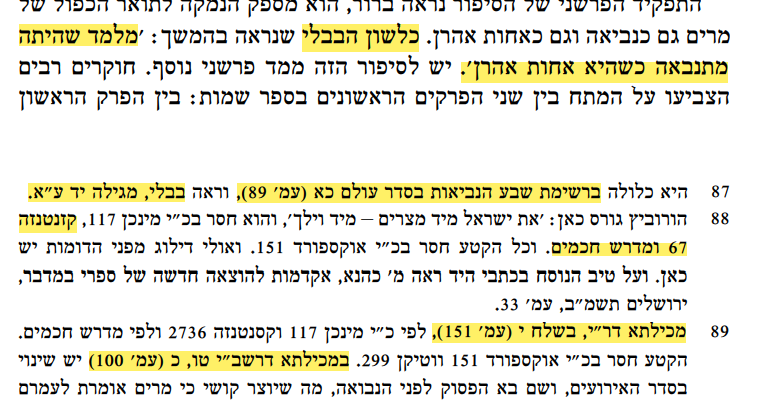 התפקיד הפרשני של הסיפור נראה ברור, הוא מספק הנמקה לתואר הכפול של
מרים גם כנביאה וגם כאחות אהרן. כלשון הבבלי שנראה בהמשך: ׳מלמד שהיתה
מתנבאה כשהיא אחות אהרן׳. יש לסיפור הזה ממד פרשני נוסף. חוקרים רבים
הצביעו על המתח בין שני הפרקים הראשונים בספר שמות: בין הפרק הראשון
87 היא כלולה ברשימת שבע הנביאות בסדר עולם כא (עמ׳ 89), וראה בבלי, מגילה יד ע״א.
88 הורוביץ גורס כאן: ׳את ישראל מיד מצרים – מיד וילך׳, והוא חסר בכ״י מינכן 117, קזנטנזה
67 ומדרש חכמים. וכל הקטע חסר בכ״י אוקספורד 151. ואולי דילוג מפני הדומות יש
כאן. ועל טיב הנוסח בכתבי היד ראה מ׳ כהנא, אקדמות להוצאה חדשה של ספרי במדבר,
ירושלים תשמ״ב, עמ׳ 33.
89 מכילתא דר״י, בשלח י (עמ׳ 151), לפי כ״י מינכן 117 וקסנטנזה 2736 ולפי מדרש חכמים.
הקטע חסר בכ״י אוקספורד 151 ווטיקן 299. במכילתא דרשב״י טו, כ (עמ׳ 100) יש שינוי
בסדר האירועים, ושם בא הפסוק לפני הנבואה, מה שיוצר קושי כי מרים אומרת לעמרם